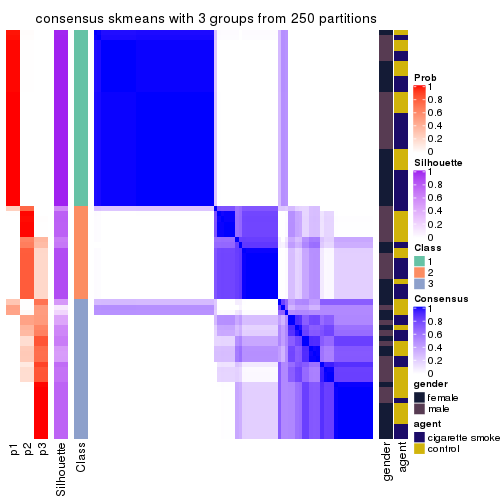 consensus skmeans with 3 groups from 250 partitions
Prob
1
0.8
0.6
0.4
0.2
0
Silhouette
1
0.8
0.6
0.4
0.2
0
Class
1
2
3
Consensus
1
0.8
0.6
0.4
0.2
0
gender
female
male
agent
cigarette smoke
control
p1
p2
p3
Silhouette
Class
gender
agent